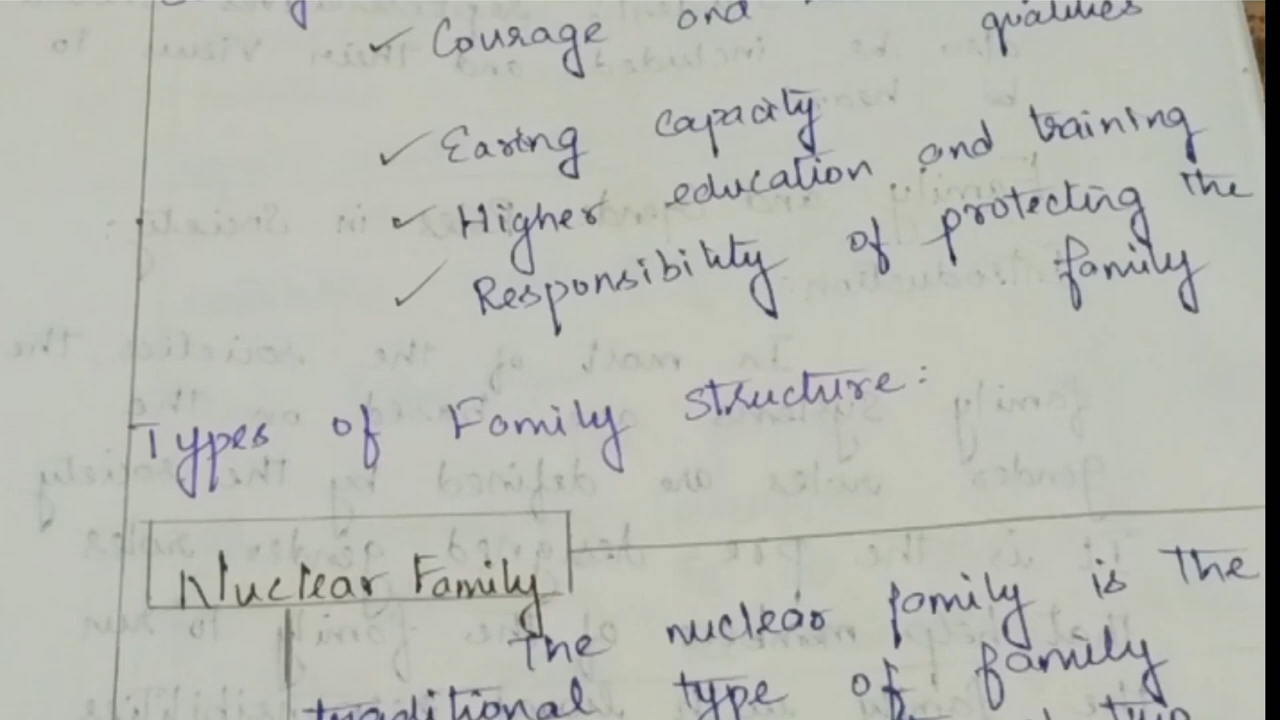 ✓ Courage and qualities
✓ Earing capacity
✓ Higher education and training
✓ Responsibility of protecting the
family
Types of Family structure:
Nuclear Family
The nuclear family is the
traditional type of family